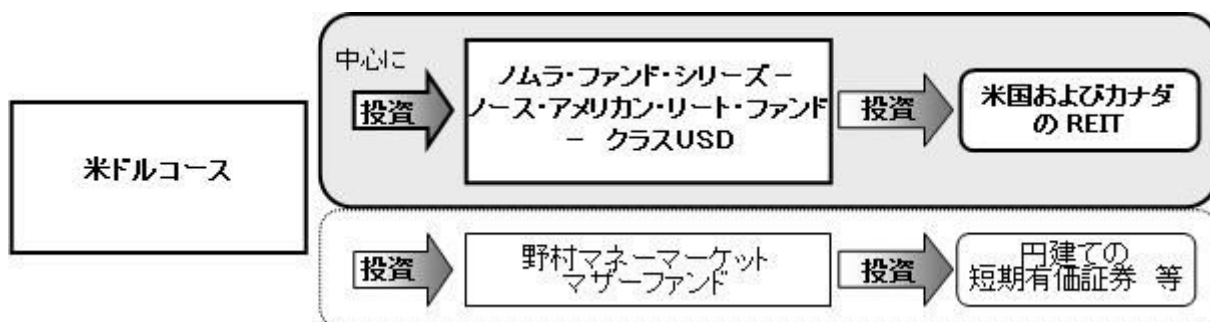 米ドルコース
中心に
投資
ノムラ・ファンド・シリーズ－
ノース・アメリカン・リート・ファンド
－ クラスUSD
投資
米国およびカナダ
の REIT
投資
野村マネーマーケット
マザーファンド
投資
円建ての
短期有価証券 等